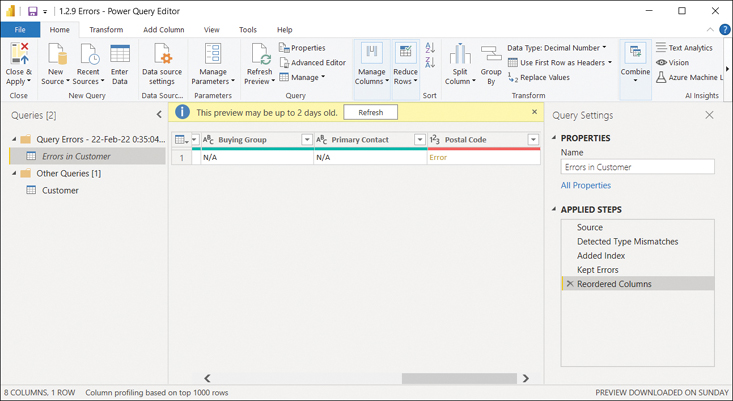 1.2.9 Errors - Power Query Editor
File Home Transform Add Column View Tools Help
Close & Apply
New Source
Recent Sources
Enter Data
Data source settings
Manage Parameters
Refresh Preview
Properties
Advanced Editor
Manage
Manage Columns
Reduce Rows
A Z
Z A
Split Column
Group By
Data Type: Decimal Number
Use First Row as Headers
1 2 Replace Values
Combine
Text Analytics
Vision
Azure Machine L
Close
New Query
Data Sourc...
Parameters
Query
Sort
Transform
AI Insights
Queries [2]
Query Errors - 22-Feb-22 0:35:04...
Errors in Customer
Other Queries [1]
Customer
This preview may be up to 2 days old. Refresh
ABC Buying Group ABC Primary Contact 123 Postal Code
1 N/A N/A Error
Query Settings
PROPERTIES
Name
Errors in Customer
All Properties
APPLIED STEPS
Source
Detected Type Mismatches
Added Index
Kept Errors
Reordered Columns
8 COLUMNS, 1 ROW Column profiling based on top 1000 rows PREVIEW DOWNLOADED ON SUNDAY